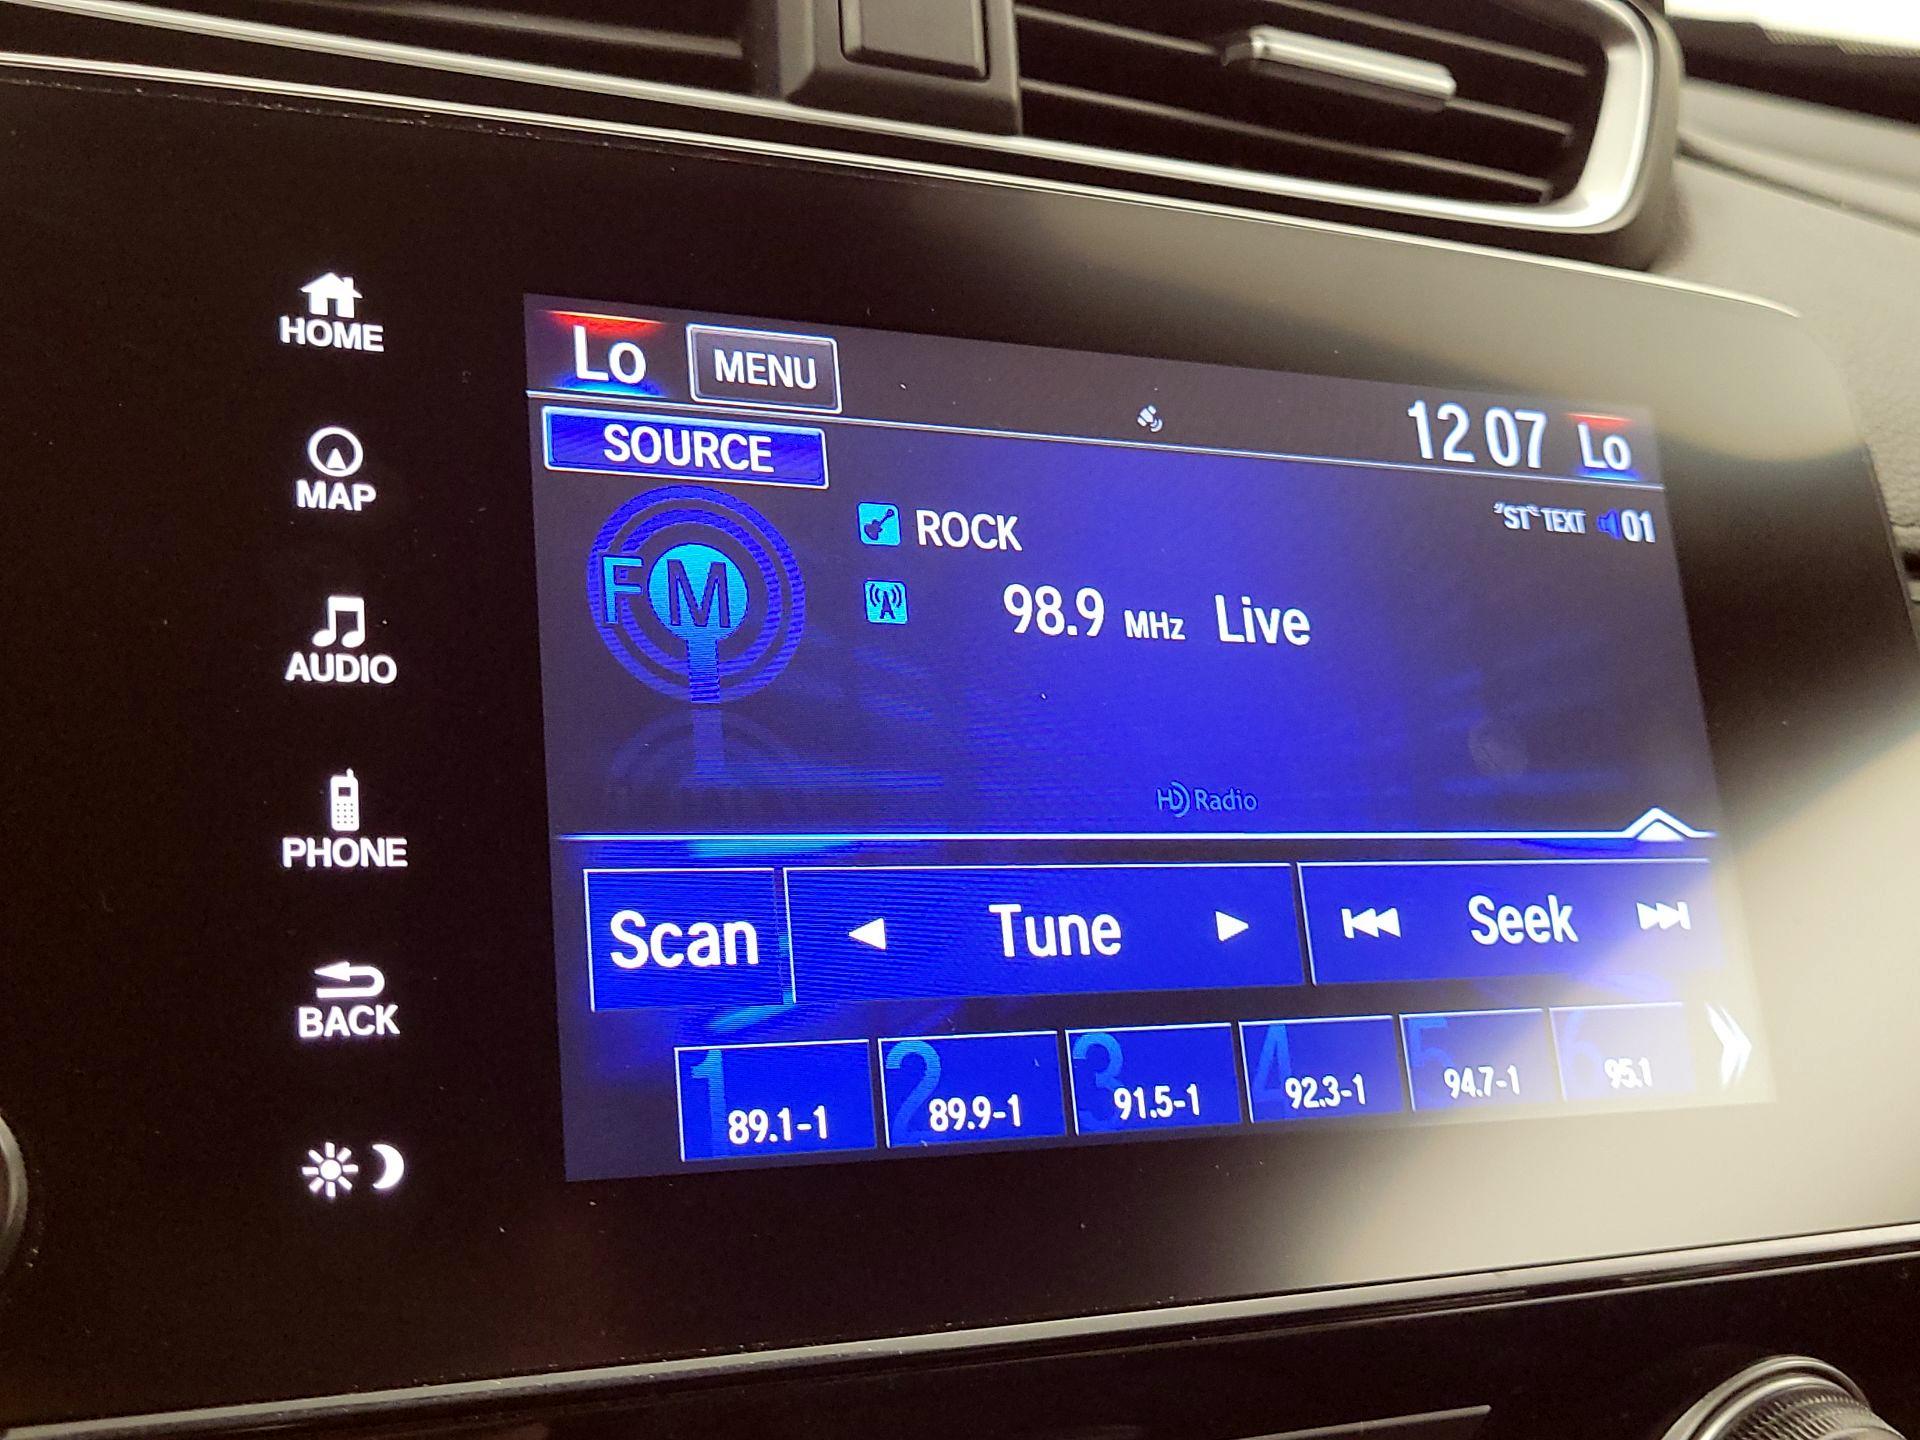 HOME
MAP
AUDIO
PHONE
BACK
Lo MENU 12 07 Lo
SOURCE
"ST" TEXT 01
FM
ROCK
98.9 MHz Live
HD Radio
Scan Tune Seek
1 2 3 4 5 6
89.1-1 89.9-1 91.5-1 92.3-1 94.7-1 95.1